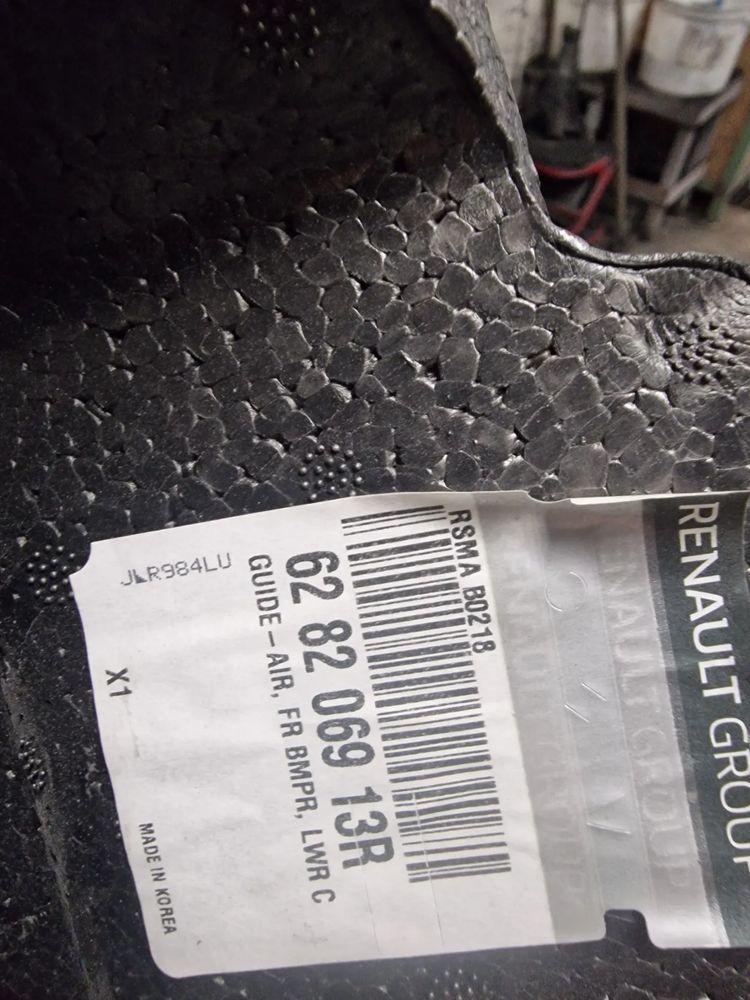 RENAULT GROUP
RSMA B0218
62 82 069 13R
GUIDE-AIR, FR BMPR, LWR C
JLR984LU
X1
MADE IN KOREA